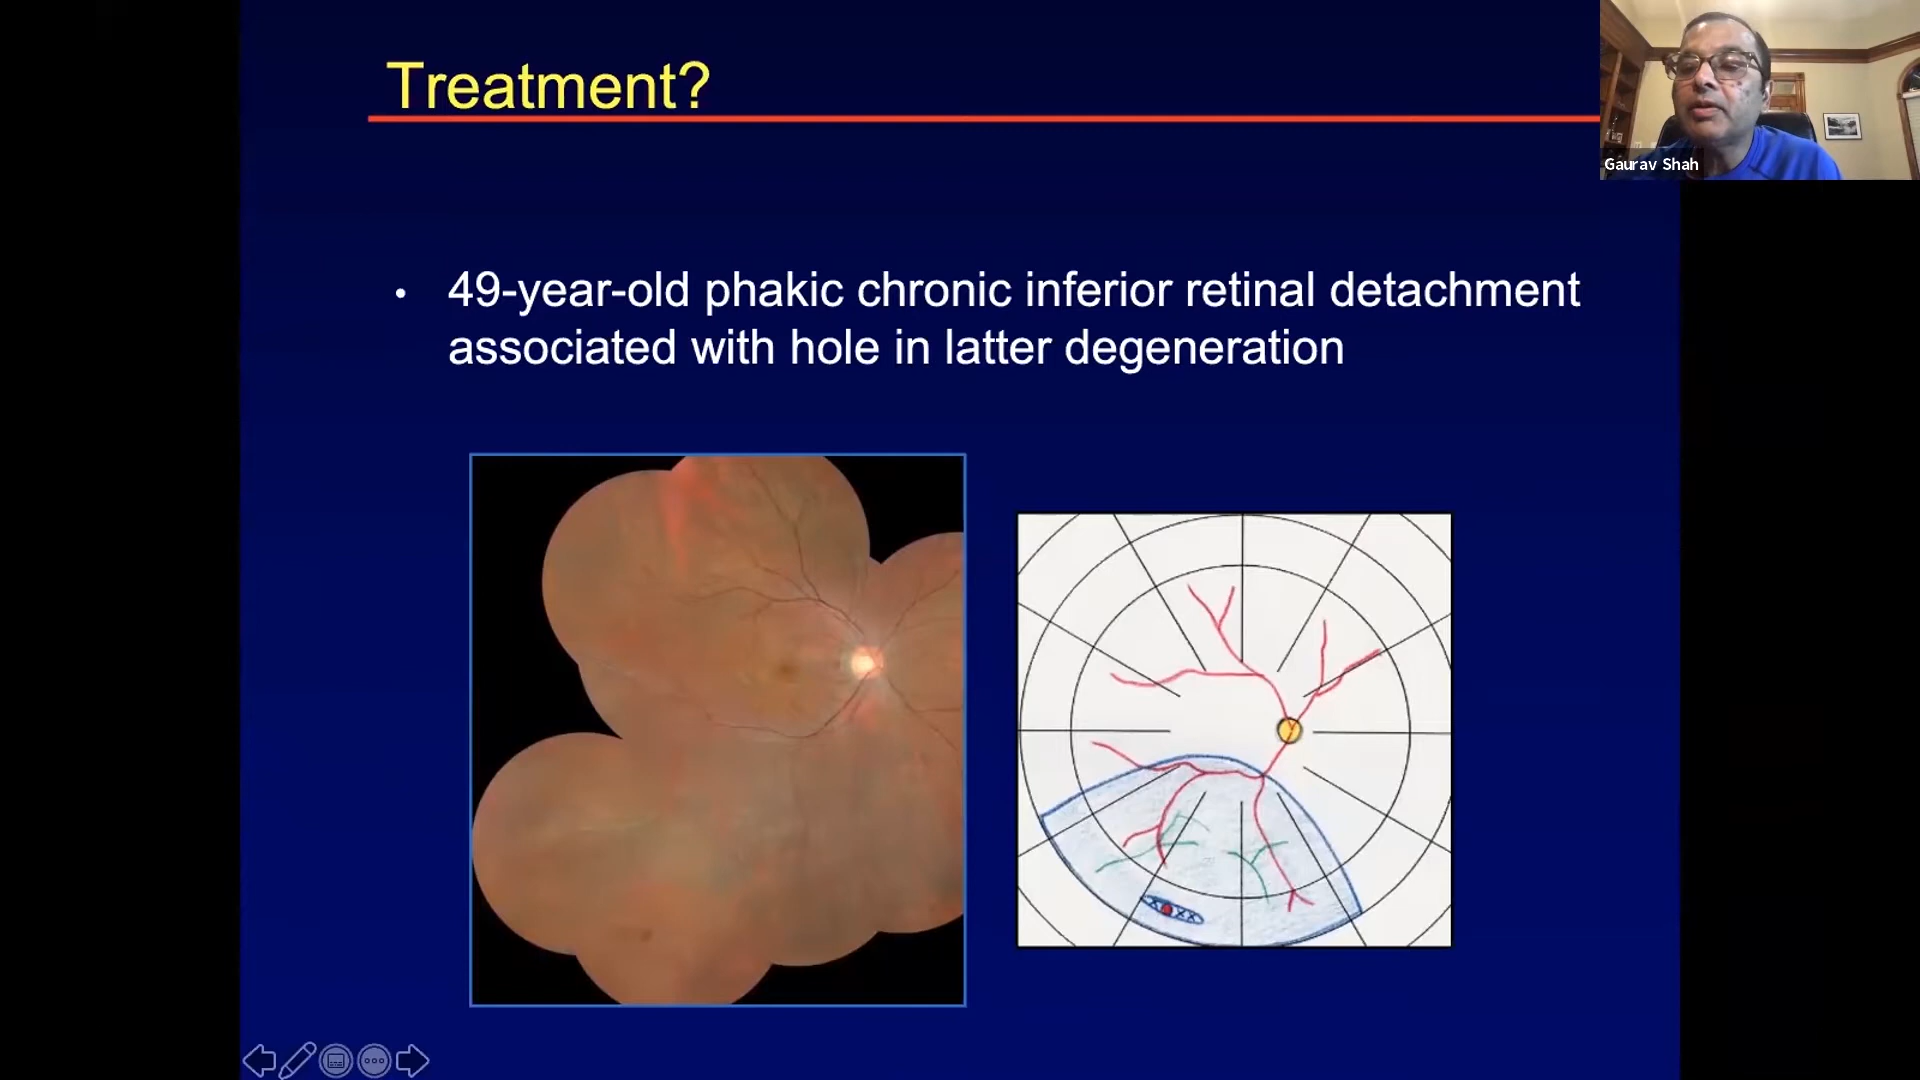 Treatment?
Gaurav Shah
• 49-year-old phakic chronic inferior retinal detachment
associated with hole in latter degeneration